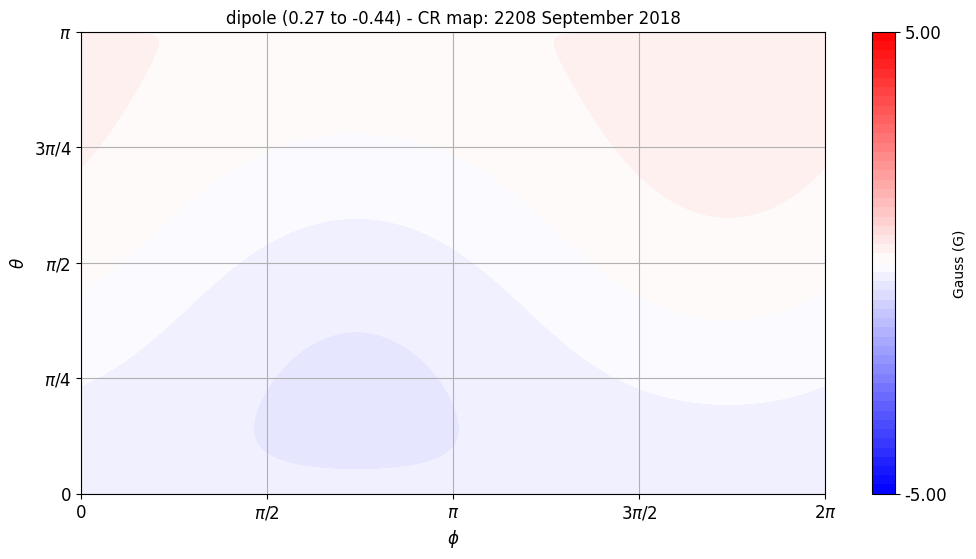 dipole (0.27 to -0.44) - CR map: 2208 September 2018
π
3π/4
π/2
π/4
0
θ
0
π/2
π
3π/2
2π
ϕ
5.00
-5.00
Gauss (G)